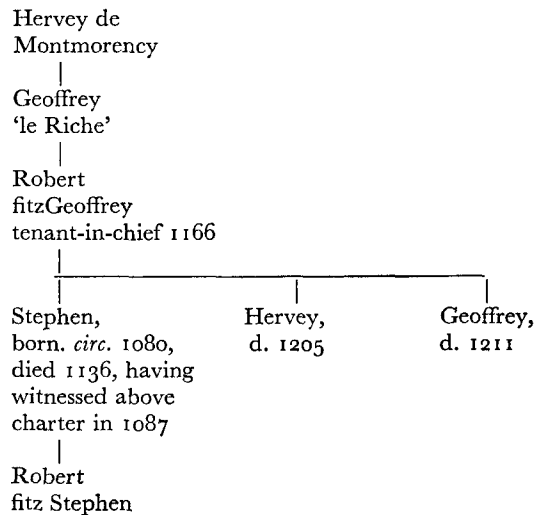 Hervey de
Montmorency
Geoffrey
‘le Riche’
Robert
fitzGeoffrey
tenant-in-chief 1166
Stephen,
born. circ. 1080,
died 1136, having
witnessed above
charter in 1087
Hervey,
d. 1205
Geoffrey,
d. 1211
Robert
fitz Stephen